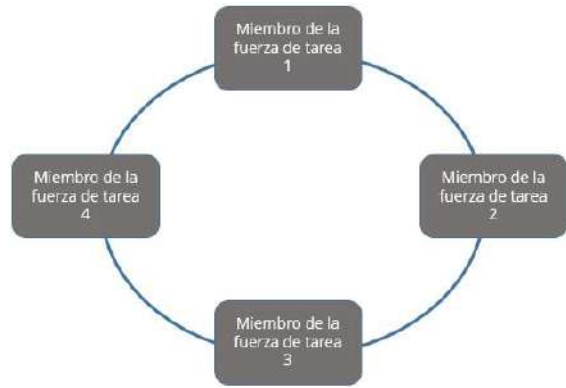 Miembro de la
fuerza de tarea
1
Miembro de la
fuerza de tarea
4
Miembro de la
fuerza de tarea
2
Miembro de la
fuerza de tarea
3